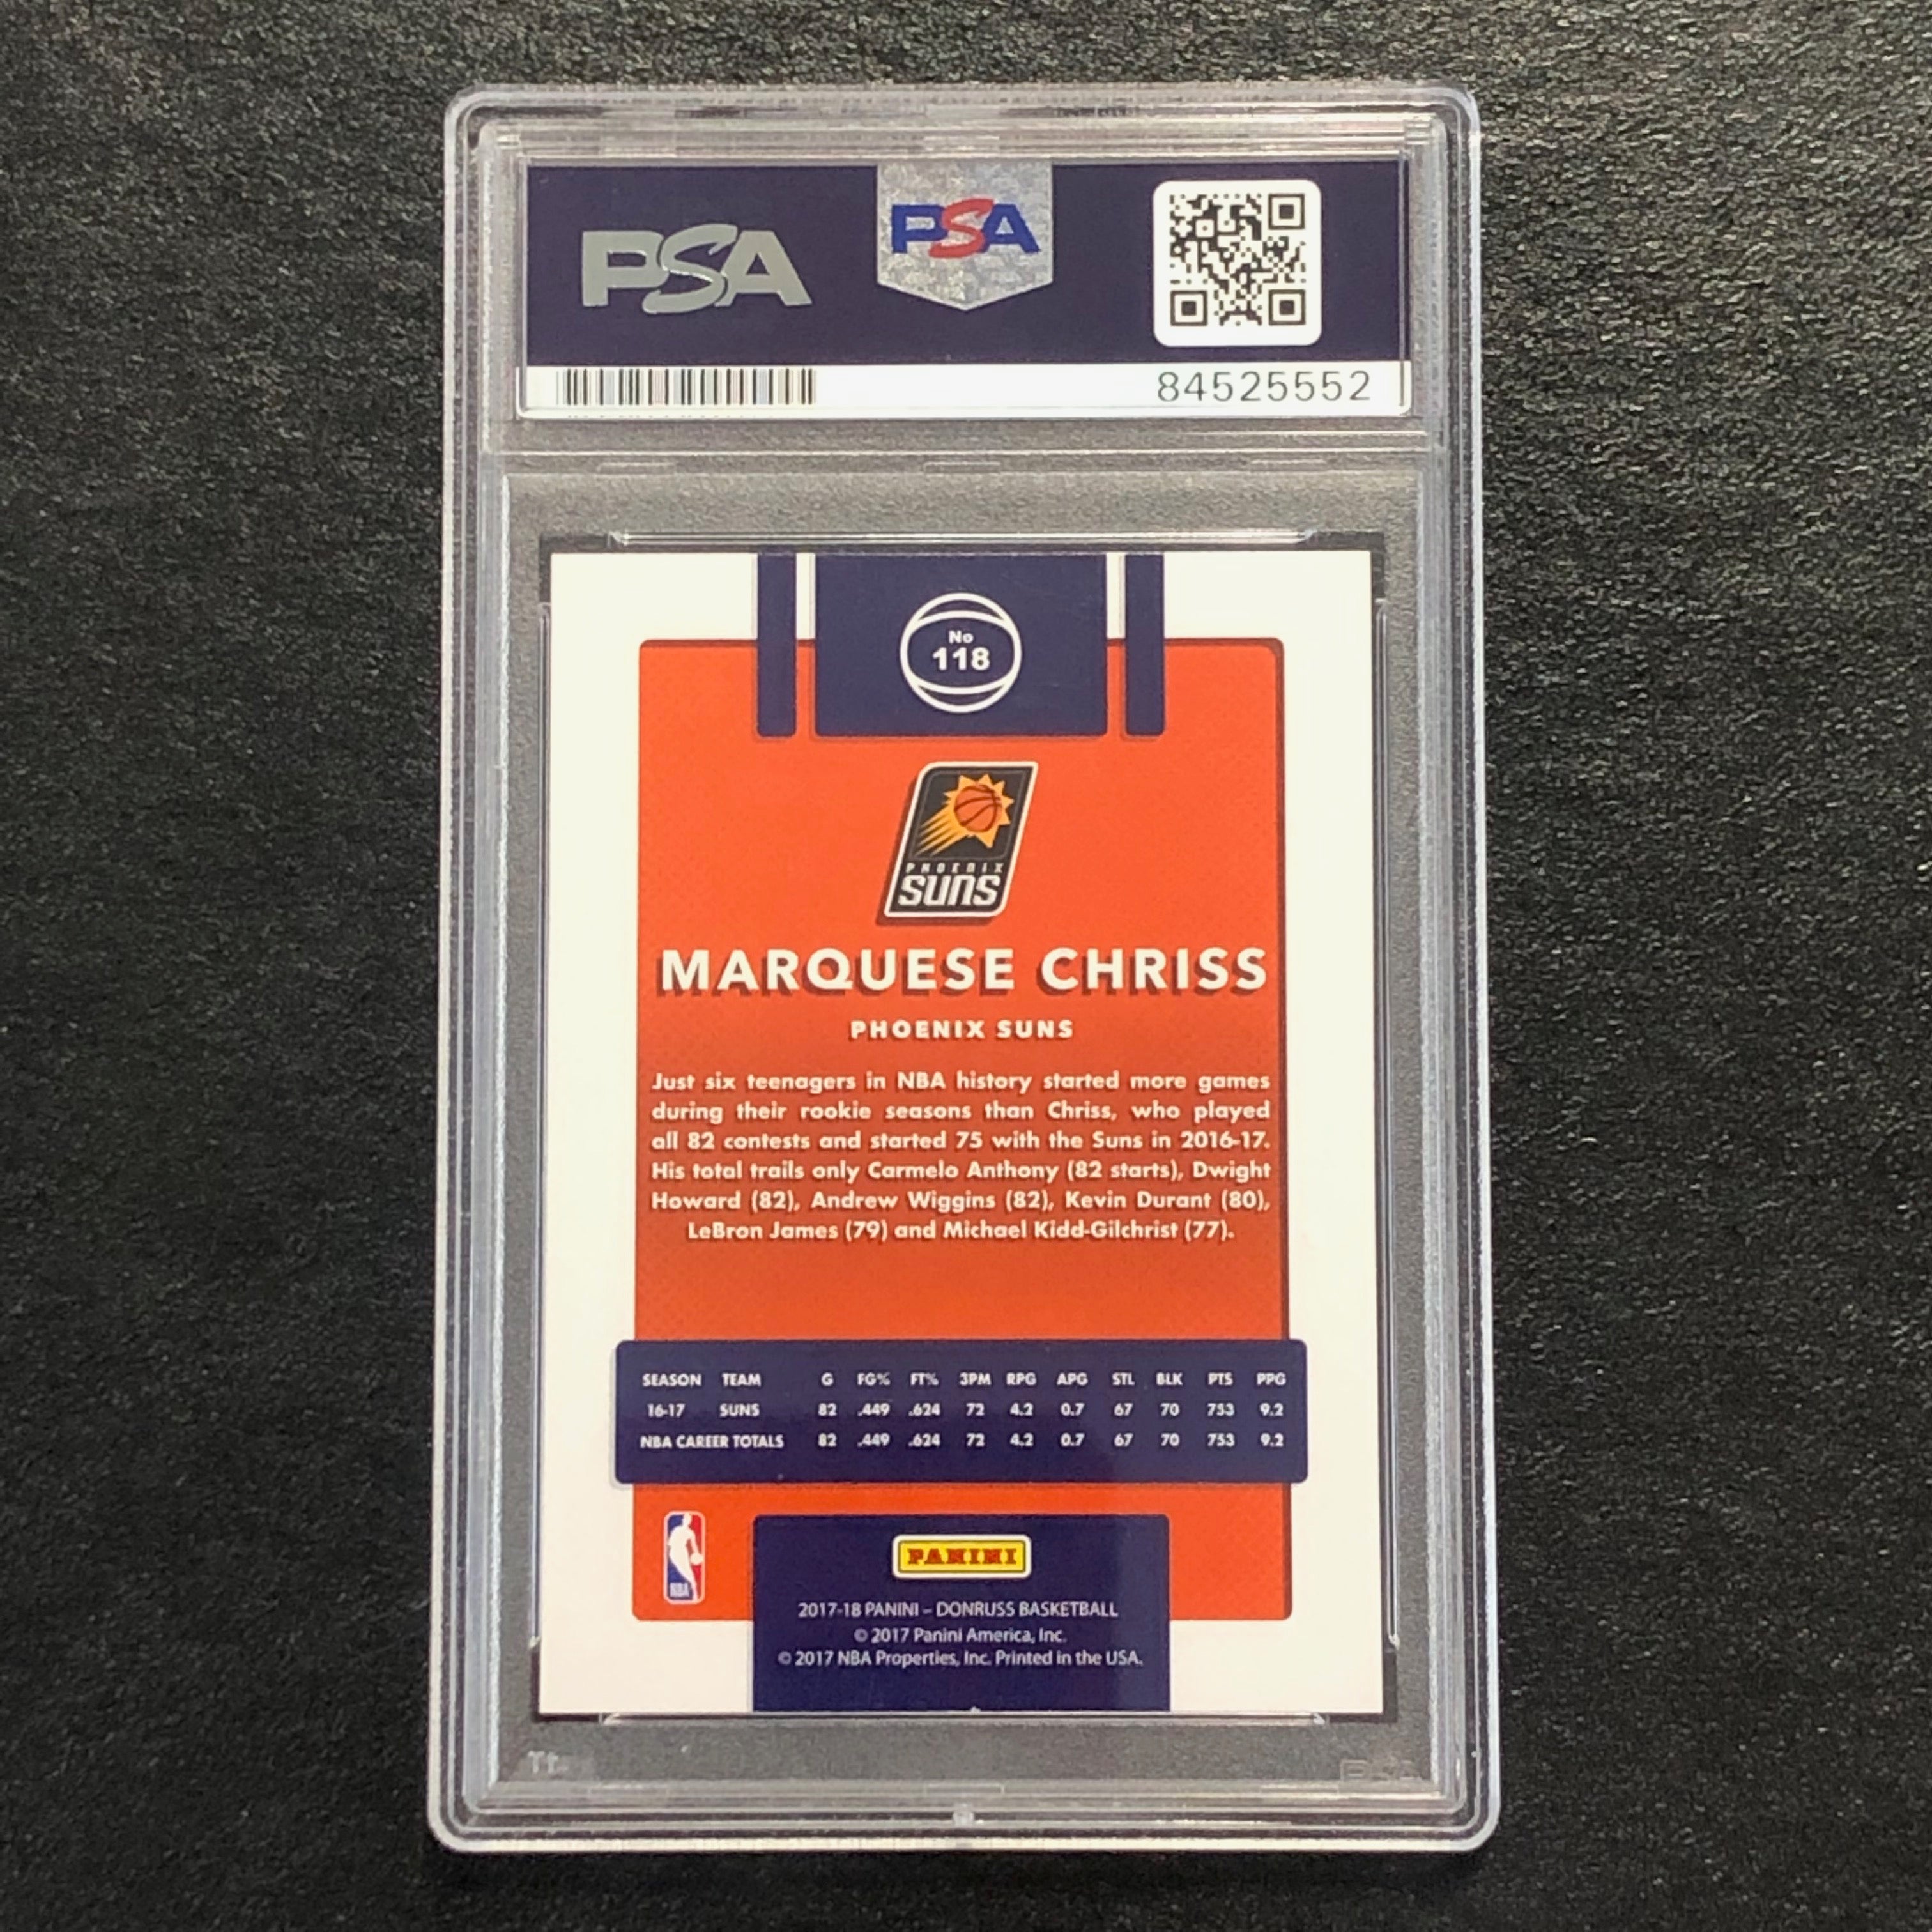 PSA
PSA
84525552
No
118
PHOENIX
SUNS
MARQUESE CHRISS
PHOENIX SUNS
Just six teenagers in NBA history started more games
during their rookie seasons than Chriss, who played
all 82 contests and started 75 with the Suns in 2016-17.
His total trails only Carmelo Anthony (82 starts), Dwight
Howard (82), Andrew Wiggins (82), Kevin Durant (80),
LeBron James (79) and Michael Kidd-Gilchrist (77).
SEASON TEAM G FG% FT% 3PM RPG APG STL BLK PTS PPG
16-17 SUNS 82 .449 .624 72 4.2 0.7 67 70 753 9.2
NBA CAREER TOTALS 82 .449 .624 72 4.2 0.7 67 70 753 9.2
NBA
PANINI
2017-18 PANINI – DONRUSS BASKETBALL
© 2017 Panini America, Inc.
© 2017 NBA Properties, Inc. Printed in the USA.